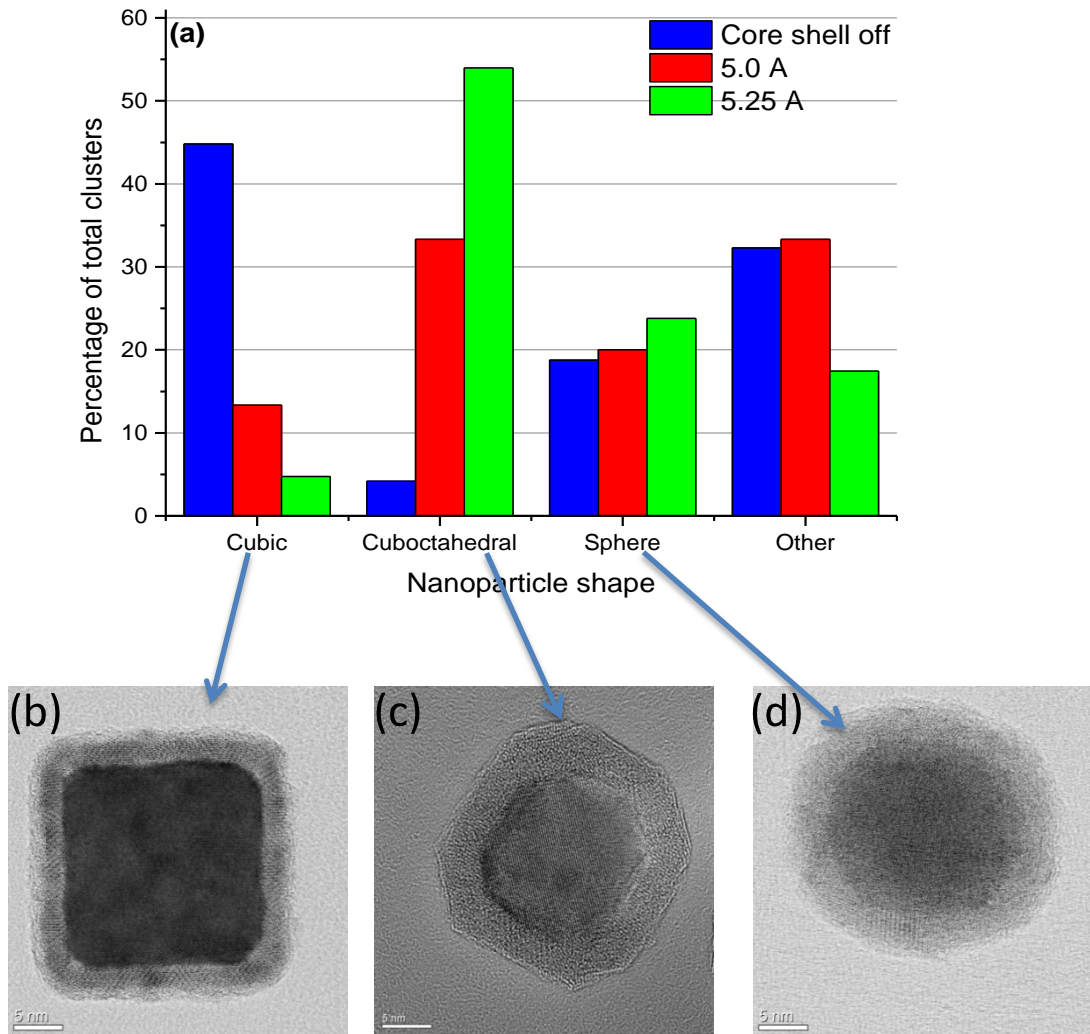 (a)
Core shell off
5.0 A
5.25 A
60
50
40
30
20
10
0
Percentage of total clusters
Cubic Cuboctahedral Sphere Other
Nanoparticle shape
(b) (c) (d)
5 nm 5 nm 5 nm